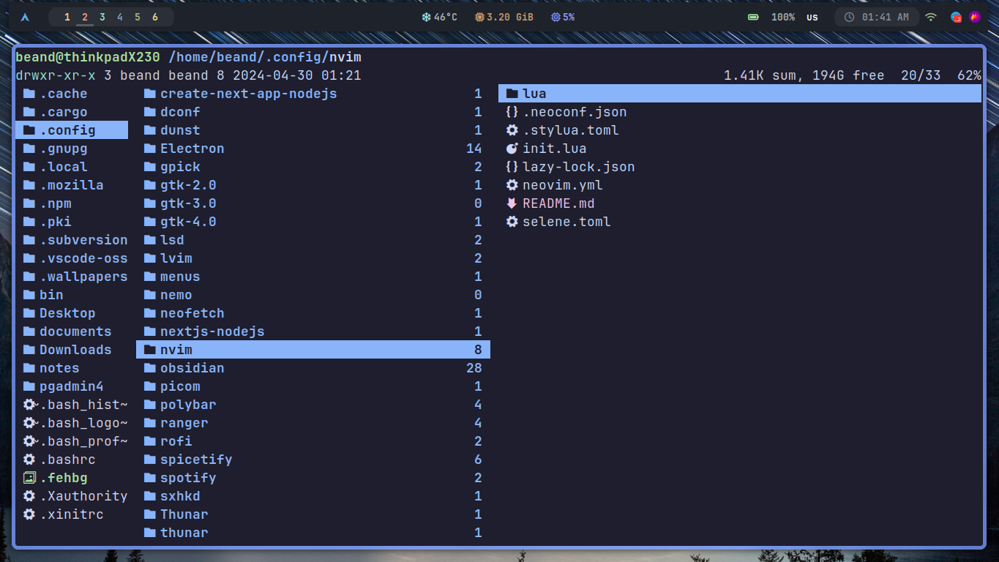 1 2 3 4 5 6 46°C 3.20 GiB 5% 100% us 01:41 AM
beand@thinkpadX230 /home/beand/.config/nvim
drwxr-xr-x 3 beand beand 8 2024-04-30 01:21 1.41K sum, 194G free 20/33 62%
.cache create-next-app-nodejs 1 lua
.cargo dconf 1 {} .neoconf.json
.config dunst 1 .stylua.toml
.gnupg Electron 14 init.lua
.local gpick 2 {} lazy-lock.json
.mozilla gtk-2.0 1 neovim.yml
.npm gtk-3.0 0 README.md
.pki gtk-4.0 1 selene.toml
.subversion lsd 2
.vscode-oss lvim 2
.wallpapers menus 1
bin nemo 0
Desktop neofetch 1
documents nextjs-nodejs 1
Downloads nvim 8
notes obsidian 28
pgadmin4 picom 1
~.bash_hist~ polybar 4
~.bash_logo~ ranger 4
~.bash_prof~ rofi 2
.bashrc spicetify 6
.fehbg spotify 2
.Xauthority sxhkd 1
.xinitrc Thunar 1
thunar 1